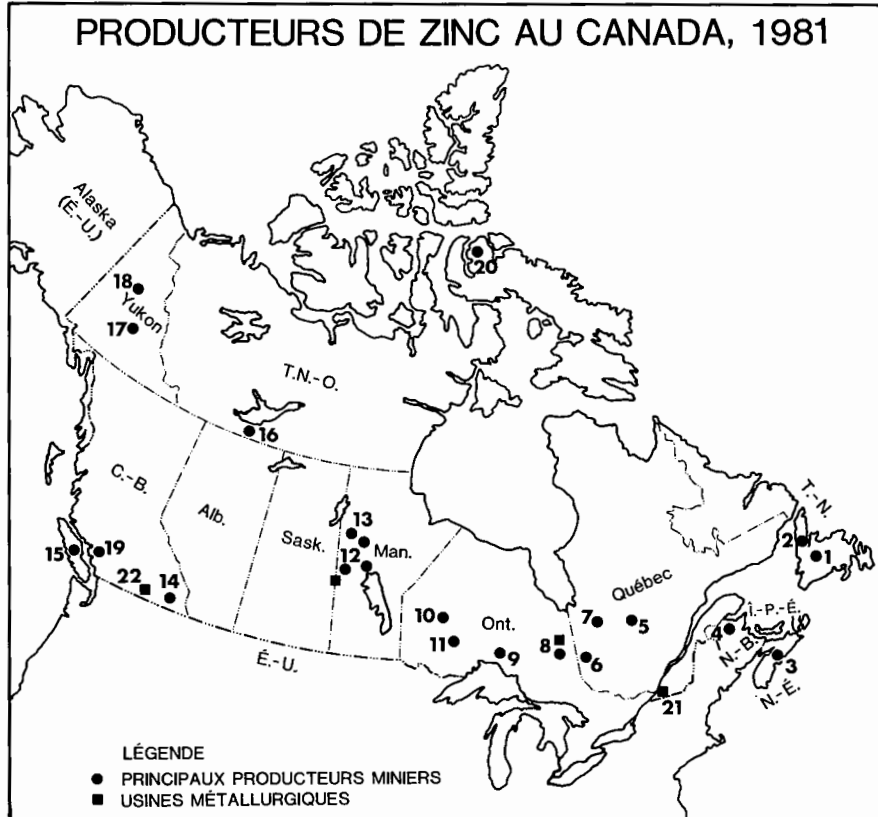 PRODUCTEURS DE ZINC AU CANADA, 1981
Alaska
(É.-U.)
20
18
Yukon
17
T.N.-O.
16
C.-B.
Alb.
Sask.
13
12
Man.
15
19
22
14
É.-U.
10
11
Ont.
9
8
7
6
5
Québec
T.-N.
2
1
Î.-P.-É.
4
N.-B.
3
N.-É.
21
LÉGENDE
PRINCIPAUX PRODUCTEURS MINIERS
USINES MÉTALLURGIQUES